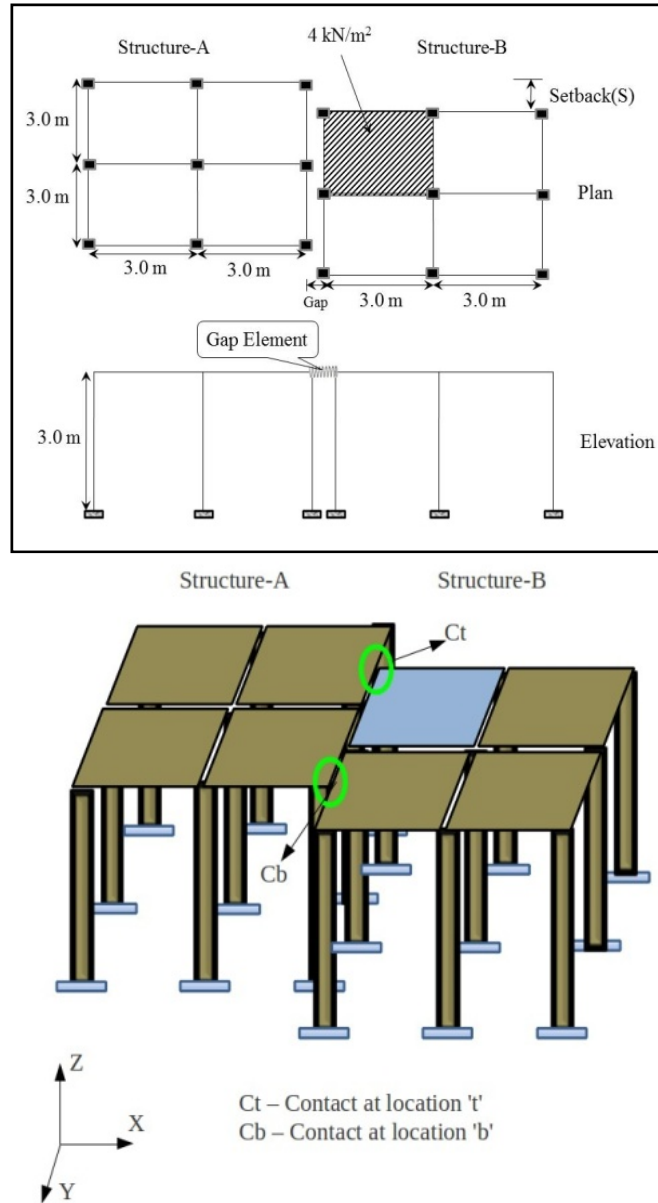 Structure-A
4 kN/m²
Structure-B
Setback(S)
3.0 m
3.0 m
Plan
3.0 m
3.0 m
Gap
3.0 m
3.0 m
Gap Element
3.0 m
Elevation
Structure-A
Structure-B
Ct
Cb
Z
X
Y
Ct – Contact at location 't'
Cb – Contact at location 'b'